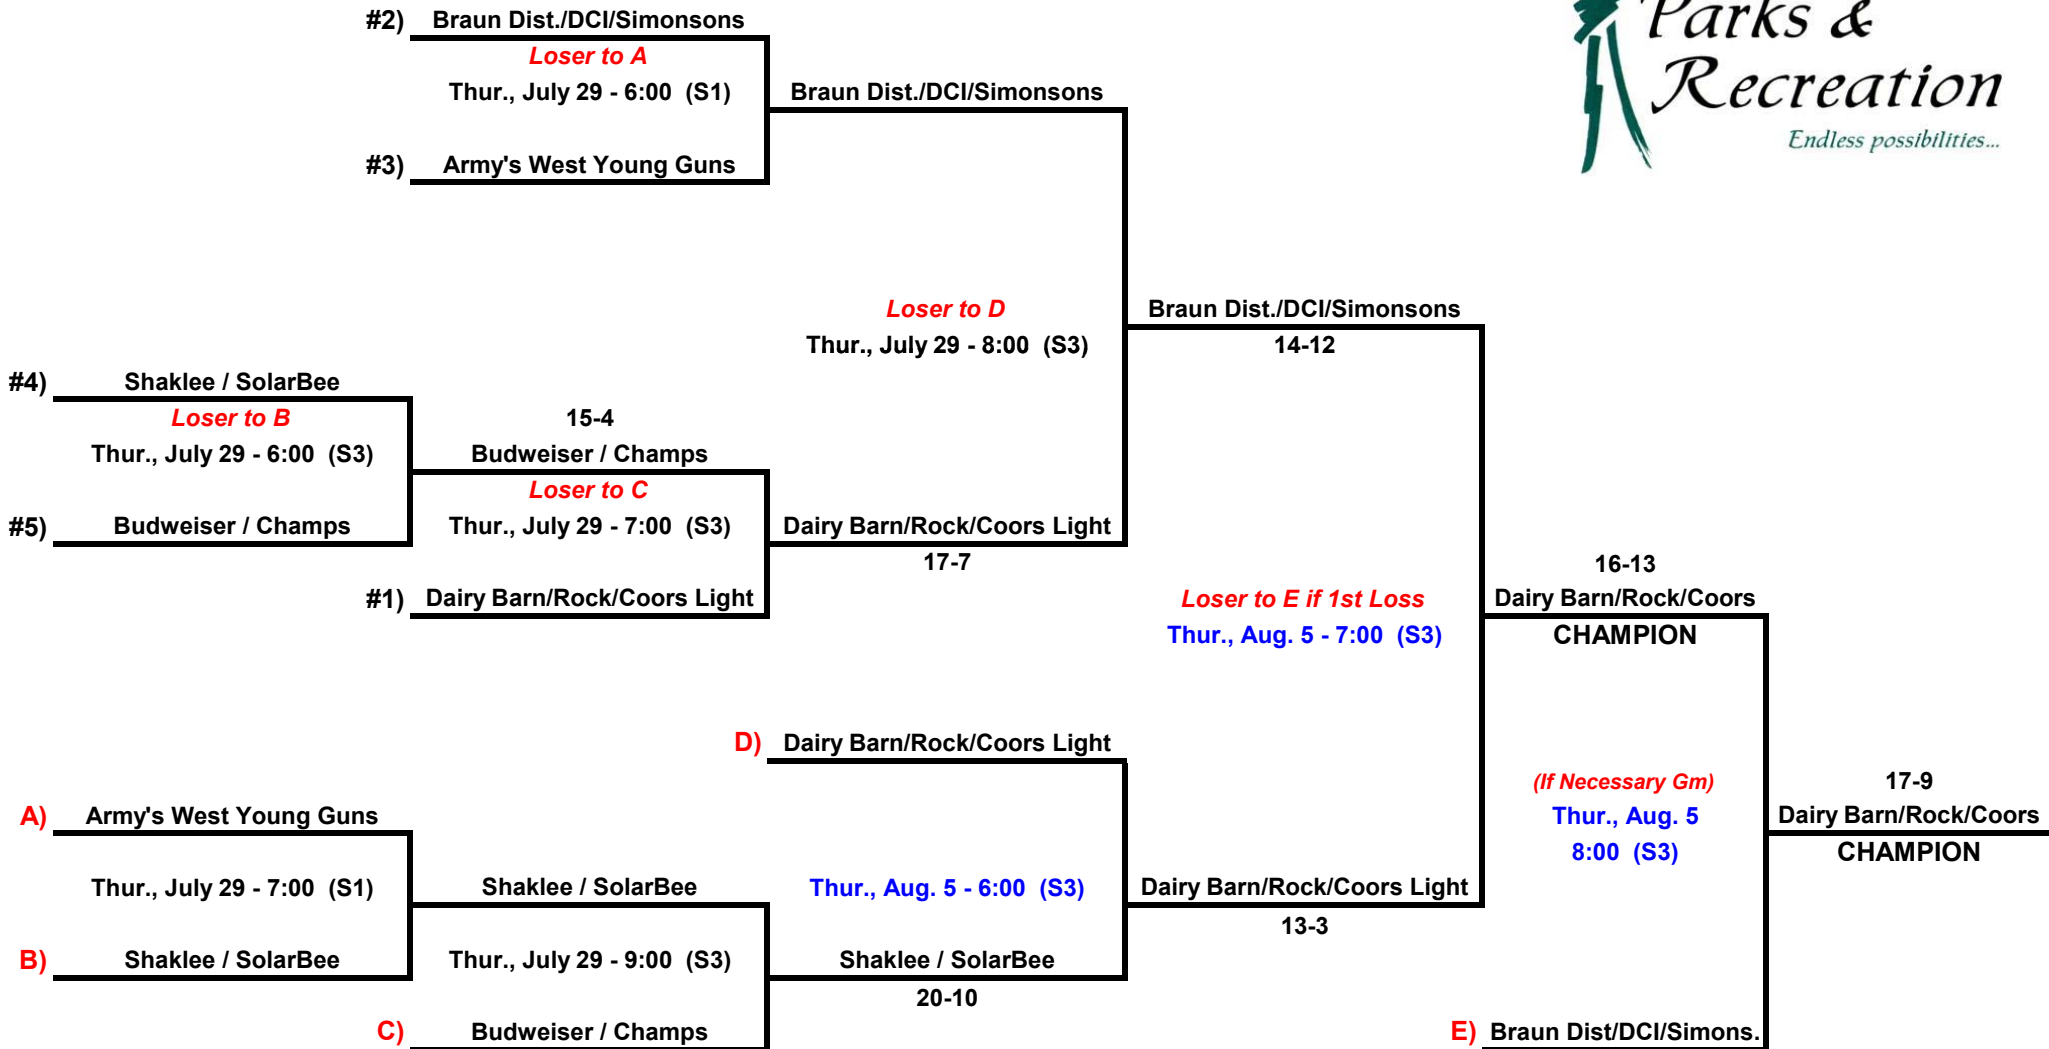 Parks &
Recreation
Endless possibilities...
#2) Braun Dist./DCI/Simonsons
Loser to A
Thur., July 29 - 6:00 (S1)
Braun Dist./DCI/Simonsons
#3) Army's West Young Guns
Loser to D
Thur., July 29 - 8:00 (S3)
Braun Dist./DCI/Simonsons
14-12
#4) Shaklee / SolarBee
Loser to B
Thur., July 29 - 6:00 (S3)
15-4
Budweiser / Champs
Loser to C
#5) Budweiser / Champs
Thur., July 29 - 7:00 (S3)
Dairy Barn/Rock/Coors Light
17-7
#1) Dairy Barn/Rock/Coors Light
Loser to E if 1st Loss
Thur., Aug. 5 - 7:00 (S3)
16-13
Dairy Barn/Rock/Coors
CHAMPION
D) Dairy Barn/Rock/Coors Light
(If Necessary Gm)
Thur., Aug. 5
8:00 (S3)
17-9
Dairy Barn/Rock/Coors
CHAMPION
A) Army's West Young Guns
Thur., July 29 - 7:00 (S1)
Shaklee / SolarBee
Thur., Aug. 5 - 6:00 (S3)
Dairy Barn/Rock/Coors Light
13-3
B) Shaklee / SolarBee
Thur., July 29 - 9:00 (S3)
Shaklee / SolarBee
20-10
C) Budweiser / Champs
E) Braun Dist/DCI/Simons.